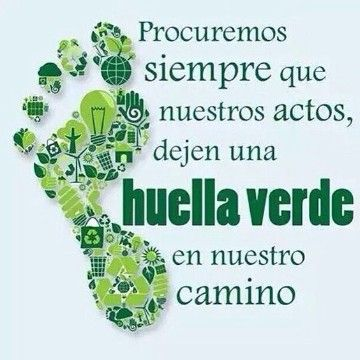 Procuremos
siempre que
nuestros actos,
dejen una
huella verde
en nuestro
camino